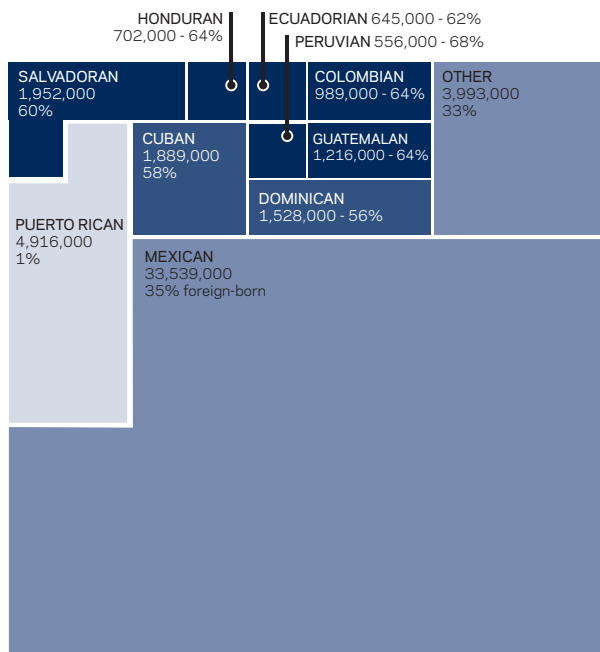 HONDURAN
702,000 - 64%
ECUADORIAN 645,000 - 62%
PERUVIAN 556,000 - 68%
SALVADORAN
1,952,000
60%
COLOMBIAN
989,000 - 64%
OTHER
3,993,000
33%
CUBAN
1,889,000
58%
GUATEMALAN
1,216,000 - 64%
DOMINICAN
1,528,000 - 56%
PUERTO RICAN
4,916,000
1%
MEXICAN
33,539,000
35% foreign-born